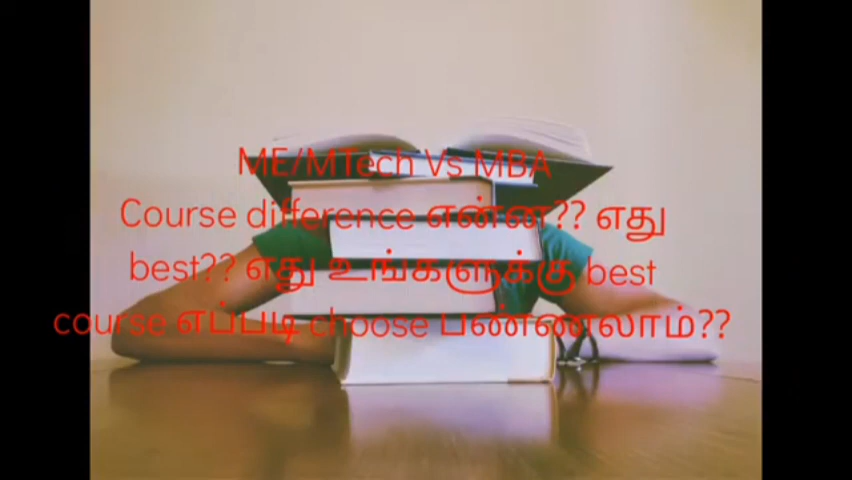 ME/MTech Vs MBA
Course difference என்ன?? எது
best?? எது உங்களுக்கு best
course எப்படி choose பண்ணலாம்??